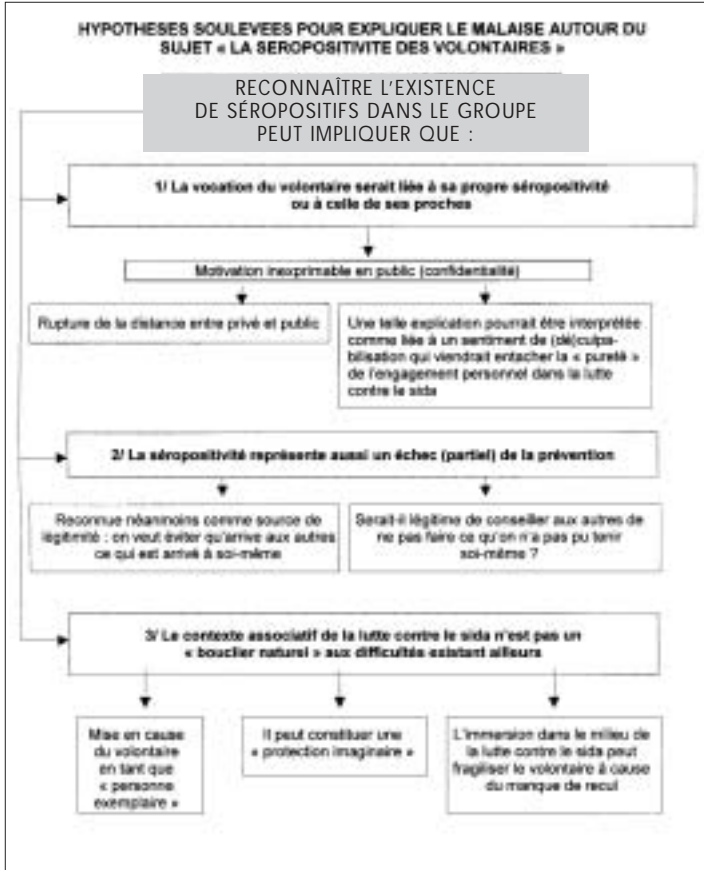 HYPOTHESES SOULEVEES POUR EXPLIQUER LE MALAISE AUTOUR DU
SUJET « LA SEROPOSITIVITE DES VOLONTAIRES »
RECONNAÎTRE L'EXISTENCE
DE SÉROPOSITIFS DANS LE GROUPE
PEUT IMPLIQUER QUE :
1/ La vocation du volontaire serait liée à sa propre séropositivité
ou à celle de ses proches
Motivation inexprimable en public (confidentialité)
Rupture de la distance entre privé et public
Une telle explication pourrait être interprétée
comme liée à un sentiment de (dé)culpa-
bilisation qui viendrait entacher la « pureté »
de l'engagement personnel dans la lutte
contre le sida
2/ La séropositivité représente aussi un échec (partiel) de la prévention
Reconnue néanmoins comme source de
légitimité : on veut éviter qu'arrive aux autres
ce qui est arrivé à soi-même
Serait-il légitime de conseiller aux autres de
ne pas faire ce qu'on n'a pas pu tenir
soi-même ?
3/ Le contexte associatif de la lutte contre le sida n'est pas un
« bouclier naturel » aux difficultés existant ailleurs
Mise en cause
du volontaire
en tant que
« personne
exemplaire »
Il peut constituer une
« protection imaginaire »
L'immersion dans le milieu de
la lutte contre le sida peut
fragiliser le volontaire à cause
du manque de recul